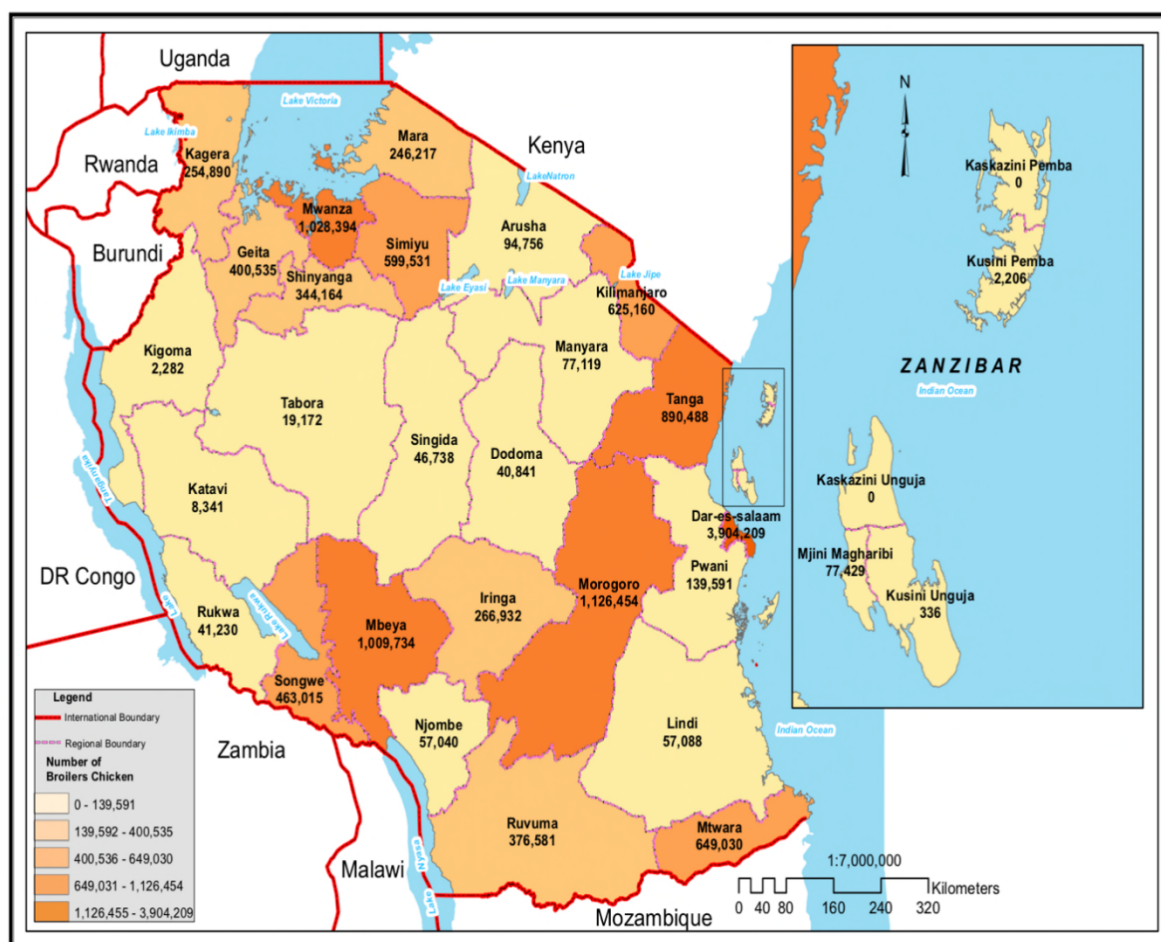 Uganda
Lake Victoria
Lake Ikimba
Kagera
254,890
Mara
246,217
Kenya
Rwanda
LakeNatron
Mwanza
1,028,394
Simiyu
599,531
Arusha
94,756
Burundi
Geita
400,535
Shinyanga
344,164
Lake Eyasi
Lake Manyara
Lake Jipe
Kilimanjaro
625,160
Kigoma
2,282
Manyara
77,119
Tabora
19,172
Singida
46,738
Dodoma
40,841
Tanga
890,488
Katavi
8,341
Lake Tanganyika
Dar-es-salaam
3,904,209
Pwani
139,591
DR Congo
Rukwa
41,230
Lake Rukwa
Mbeya
1,009,734
Iringa
266,932
Morogoro
1,126,454
Songwe
463,015
Njombe
57,040
Lindi
57,088
Indian Ocean
Zambia
Ruvuma
376,581
Mtwara
649,030
Malawi
Lake Nyasa
Mozambique
N
Kaskazini Pemba
0
Kusini Pemba
2,206
ZANZIBAR
Indian Ocean
Kaskazini Unguja
0
Mjini Magharibi
77,429
Kusini Unguja
336
Legend
International Boundary
Regional Boundary
Number of
Broilers Chicken
0 - 139,591
139,592 - 400,535
400,536 - 649,030
649,031 - 1,126,454
1,126,455 - 3,904,209
1:7,000,000
Kilometers
0 40 80 160 240 320